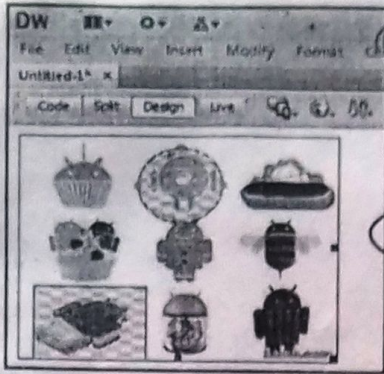 DW
File Edit View Insert Modify Format
Untitled-1* ×
Code Split Design Live